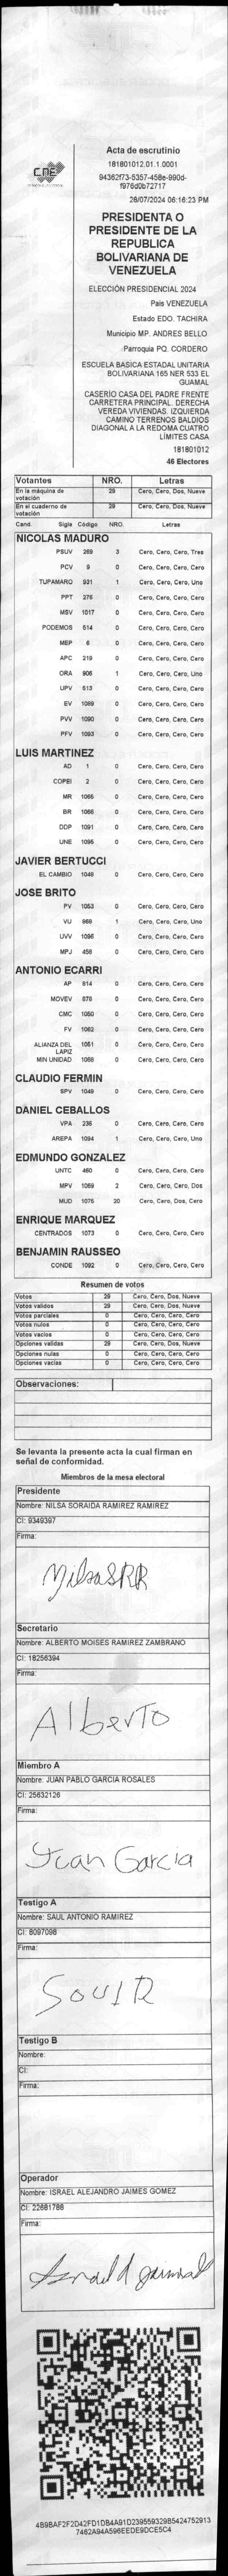 CNE
Acta de escrutinio
181801012.01.1.0001
94362f73-5357-458e-990d-
f976d0b72717
28/07/2024 06:16:23 PM
PRESIDENTA O
PRESIDENTE DE LA
REPUBLICA
BOLIVARIANA DE
VENEZUELA
ELECCIÓN PRESIDENCIAL 2024
Pais VENEZUELA
Estado EDO. TACHIRA
Municipio MP. ANDRES BELLO
Parroquia PQ. CORDERO
ESCUELA BASICA ESTADAL UNITARIA
BOLIVARIANA 165 NER 533 EL
GUAMAL
CASERÍO CASA DEL PADRE FRENTE
CARRETERA PRINCIPAL. DERECHA
VEREDA VIVIENDAS. IZQUIERDA
CAMINO TERRENOS BALDIOS
DIAGONAL A LA REDOMA CUATRO
LÍMITES CASA
181801012
46 Electores
Votantes NRO. Letras
En la máquina de votación 29 Cero, Cero, Dos, Nueve
En el cuaderno de votación 29 Cero, Cero, Dos, Nueve
Cand. Sigla Código NRO. Letras
NICOLAS MADURO
PSUV 269 3 Cero, Cero, Cero, Tres
PCV 9 0 Cero, Cero, Cero, Cero
TUPAMARO 931 1 Cero, Cero, Cero, Uno
PPT 276 0 Cero, Cero, Cero, Cero
MSV 1017 0 Cero, Cero, Cero, Cero
PODEMOS 514 0 Cero, Cero, Cero, Cero
MEP 6 0 Cero, Cero, Cero, Cero
APC 219 0 Cero, Cero, Cero, Cero
ORA 906 1 Cero, Cero, Cero, Uno
UPV 513 0 Cero, Cero, Cero, Cero
EV 1089 0 Cero, Cero, Cero, Cero
PVV 1090 0 Cero, Cero, Cero, Cero
PFV 1093 0 Cero, Cero, Cero, Cero
LUIS MARTINEZ
AD 1 0 Cero, Cero, Cero, Cero
COPEI 2 0 Cero, Cero, Cero, Cero
MR 1065 0 Cero, Cero, Cero, Cero
BR 1066 0 Cero, Cero, Cero, Cero
DDP 1091 0 Cero, Cero, Cero, Cero
UNE 1095 0 Cero, Cero, Cero, Cero
JAVIER BERTUCCI
EL CAMBIO 1048 0 Cero, Cero, Cero, Cero
JOSE BRITO
PV 1053 0 Cero, Cero, Cero, Cero
VU 968 1 Cero, Cero, Cero, Uno
UVV 1096 0 Cero, Cero, Cero, Cero
MPJ 458 0 Cero, Cero, Cero, Cero
ANTONIO ECARRI
AP 814 0 Cero, Cero, Cero, Cero
MOVEV 878 0 Cero, Cero, Cero, Cero
CMC 1050 0 Cero, Cero, Cero, Cero
FV 1062 0 Cero, Cero, Cero, Cero
ALIANZA DEL LAPIZ 1051 0 Cero, Cero, Cero, Cero
MIN UNIDAD 1068 0 Cero, Cero, Cero, Cero
CLAUDIO FERMIN
SPV 1049 0 Cero, Cero, Cero, Cero
DANIEL CEBALLOS
VPA 236 0 Cero, Cero, Cero, Cero
AREPA 1094 1 Cero, Cero, Cero, Uno
EDMUNDO GONZALEZ
UNTC 460 0 Cero, Cero, Cero, Cero
MPV 1069 2 Cero, Cero, Cero, Dos
MUD 1075 20 Cero, Cero, Dos, Cero
ENRIQUE MARQUEZ
CENTRADOS 1073 0 Cero, Cero, Cero, Cero
BENJAMIN RAUSSEO
CONDE 1092 0 Cero, Cero, Cero, Cero
Resumen de votos
Votos 29 Cero, Cero, Dos, Nueve
Votos validos 29 Cero, Cero, Dos, Nueve
Votos parciales 0 Cero, Cero, Cero, Cero
Votos nulos 0 Cero, Cero, Cero, Cero
Votos vacios 0 Cero, Cero, Cero, Cero
Opciones validas 29 Cero, Cero, Dos, Nueve
Opciones nulas 0 Cero, Cero, Cero, Cero
Opciones vacias 0 Cero, Cero, Cero, Cero
Observaciones:
Se levanta la presente acta la cual firman en
señal de conformidad.
Miembros de la mesa electoral
Presidente
Nombre: NILSA SORAIDA RAMIREZ RAMIREZ
CI: 9349397
Firma:
NilsaSRR
Secretario
Nombre: ALBERTO MOISES RAMIREZ ZAMBRANO
CI: 18256394
Firma:
Alberto
Miembro A
Nombre: JUAN PABLO GARCIA ROSALES
CI: 25632126
Firma:
Juan Garcia
Testigo A
Nombre: SAUL ANTONIO RAMIREZ
CI: 8097098
Firma:
Testigo B
Nombre:
CI:
Firma:
Operador
Nombre: ISRAEL ALEJANDRO JAIMES GOMEZ
CI: 22681788
Firma:
4B9BAF2F2D42FD1DB4A91D239559329B5424752913
7462A94A596EEDE9DCE5C4